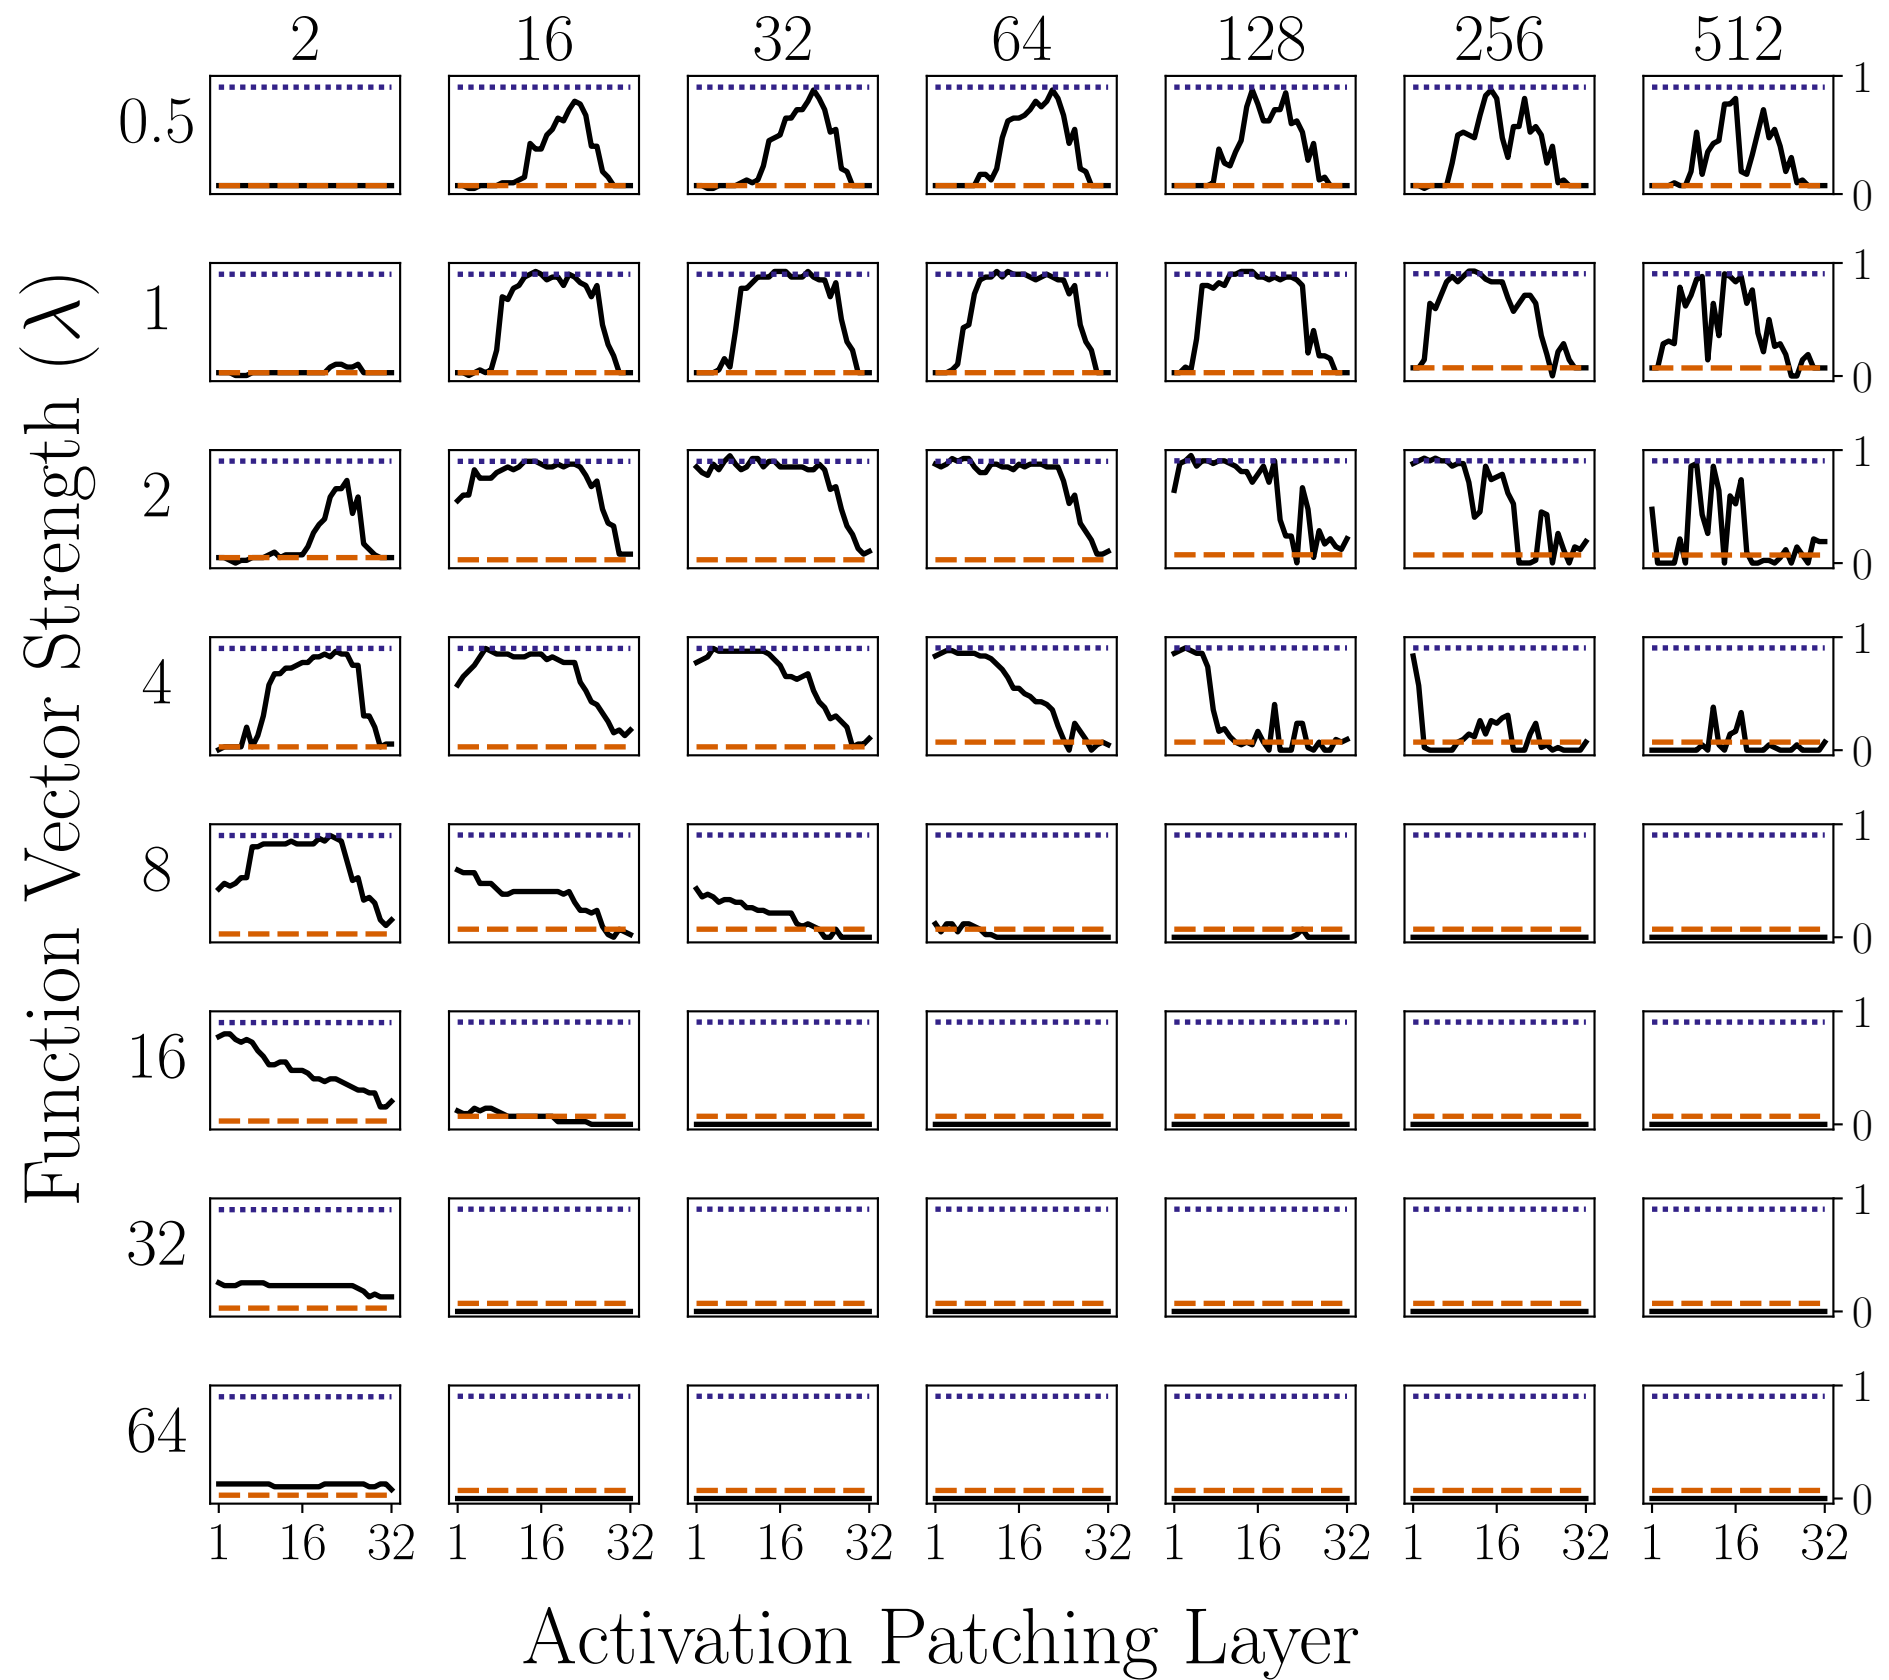 2 16 32 64 128 256 512
0.5 1 0
1 1 0
2 1 0
4 1 0
8 1 0
16 1 0
32 1 0
64 1 0
Function Vector Strength (λ)
1 16 32 1 16 32 1 16 32 1 16 32 1 16 32 1 16 32 1 16 32
Activation Patching Layer